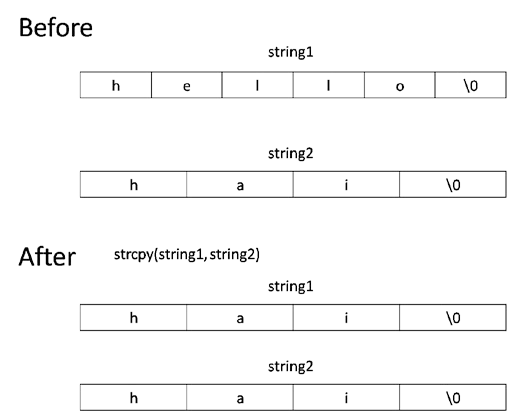 Before
string1
h e l l o \0
string2
h a i \0
After strcpy(string1, string2)
string1
h a i \0
string2
h a i \0